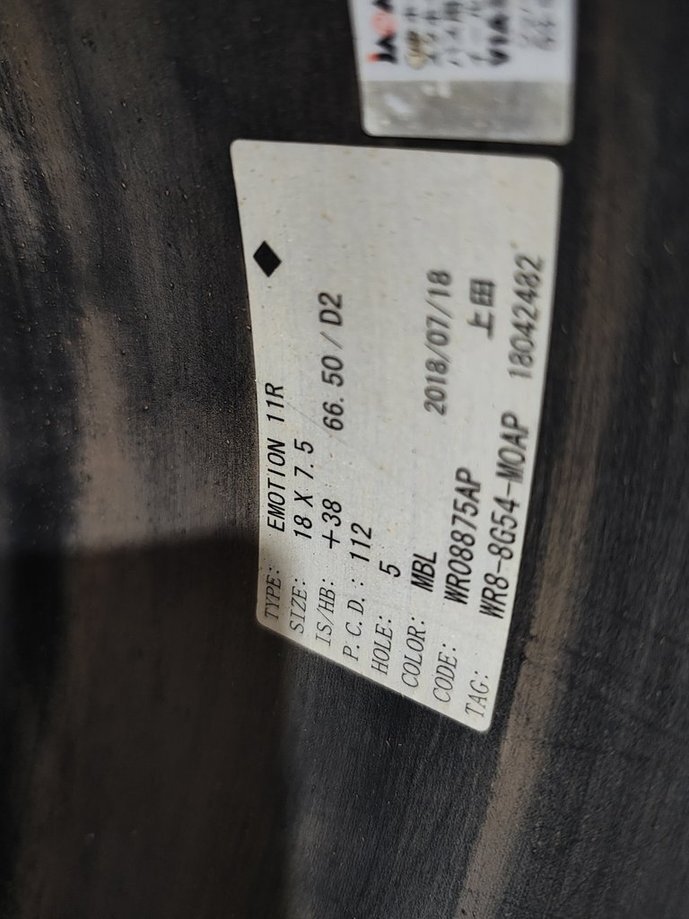 TYPE: EMOTION 11R
SIZE: 18 X 7.5
IS/HB: +38 66.50/D2
P.C.D.: 112
HOLE: 5
COLOR: MBL 2018/07/18
CODE: WRO8875AP 上田
TAG: WR8-8G54-MOAP 18042482